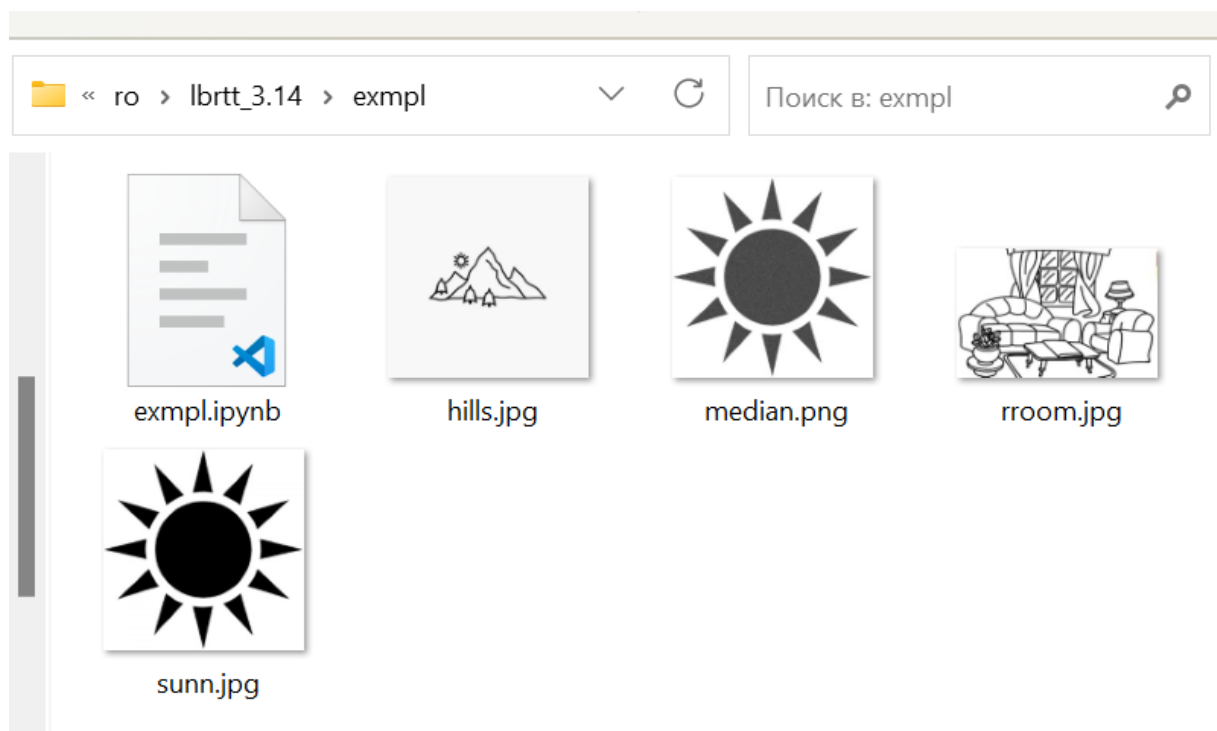 « ro › lbrtt_3.14 › exmpl
Поиск в: exmpl
exmpl.ipynb
hills.jpg
median.png
rroom.jpg
sunn.jpg